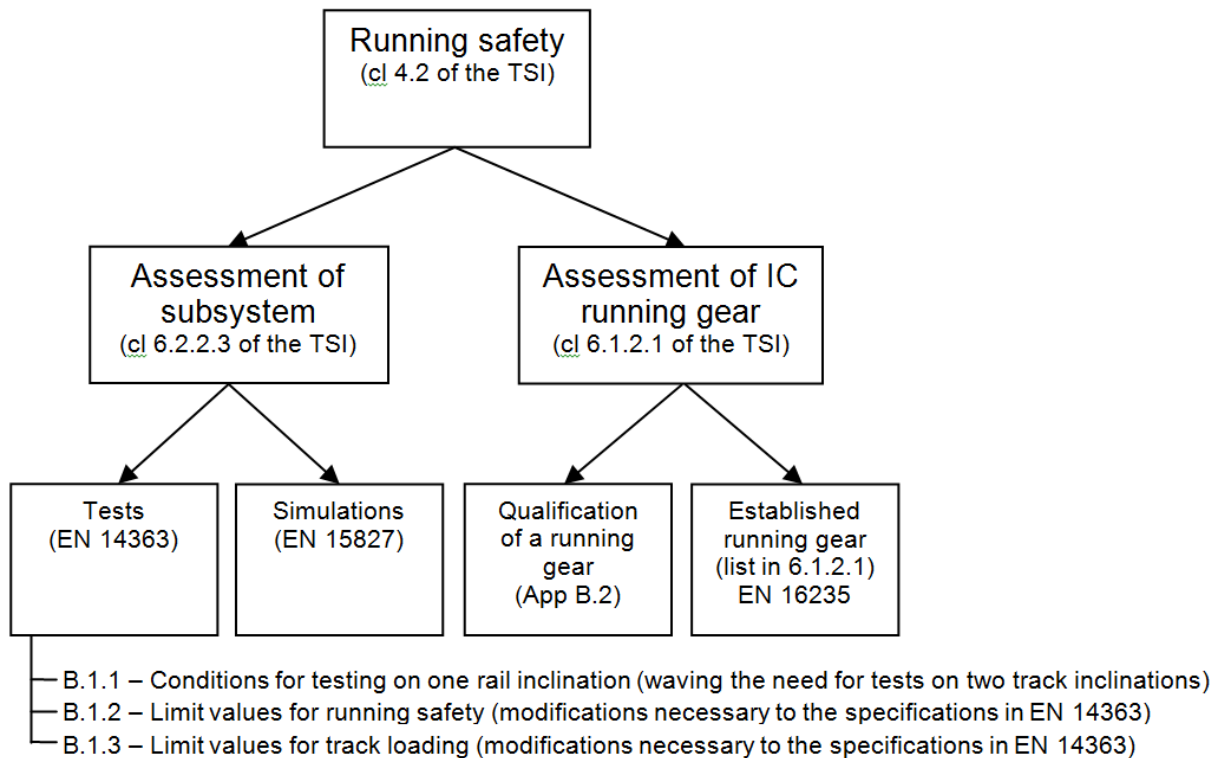 Running safety
(cl 4.2 of the TSI)
Assessment of
subsystem
(cl 6.2.2.3 of the TSI)
Assessment of IC
running gear
(cl 6.1.2.1 of the TSI)
Tests
(EN 14363)
Simulations
(EN 15827)
Qualification
of a running
gear
(App B.2)
Established
running gear
(list in 6.1.2.1)
EN 16235
B.1.1 – Conditions for testing on one rail inclination (waving the need for tests on two track inclinations)
B.1.2 – Limit values for running safety (modifications necessary to the specifications in EN 14363)
B.1.3 – Limit values for track loading (modifications necessary to the specifications in EN 14363)